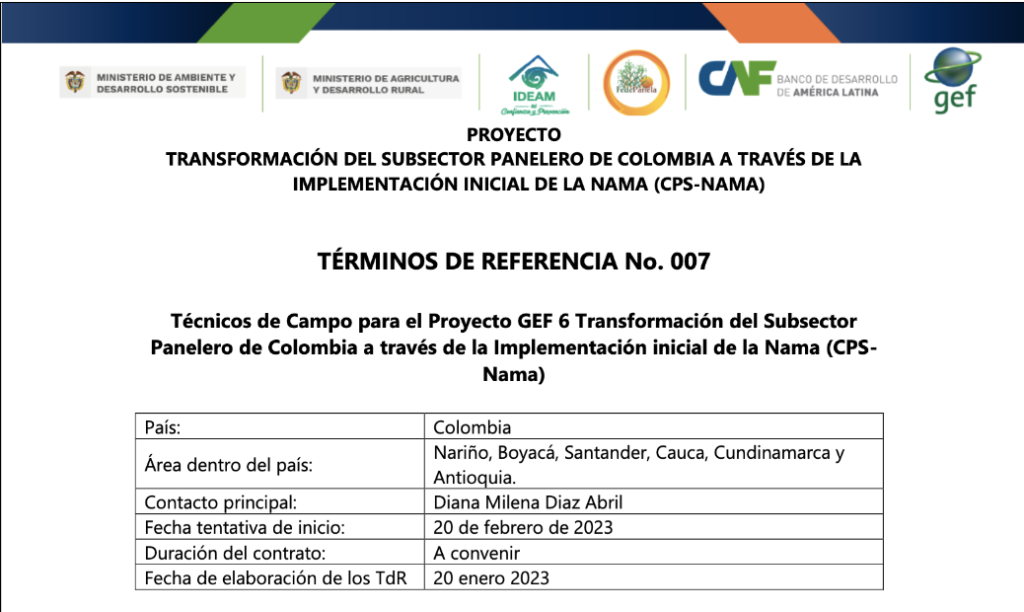 MINISTERIO DE AMBIENTE Y
DESARROLLO SOSTENIBLE
MINISTERIO DE AGRICULTURA
Y DESARROLLO RURAL
IDEAM
Confianza y Prevención
FedePanela
CAF
BANCO DE DESARROLLO
DE AMÉRICA LATINA
gef
PROYECTO
TRANSFORMACIÓN DEL SUBSECTOR PANELERO DE COLOMBIA A TRAVÉS DE LA
IMPLEMENTACIÓN INICIAL DE LA NAMA (CPS-NAMA)
TÉRMINOS DE REFERENCIA No. 007
Técnicos de Campo para el Proyecto GEF 6 Transformación del Subsector
Panelero de Colombia a través de la Implementación inicial de la Nama (CPS-
Nama)
País: Colombia
Área dentro del país: Nariño, Boyacá, Santander, Cauca, Cundinamarca y
Antioquia.
Contacto principal: Diana Milena Diaz Abril
Fecha tentativa de inicio: 20 de febrero de 2023
Duración del contrato: A convenir
Fecha de elaboración de los TdR 20 enero 2023